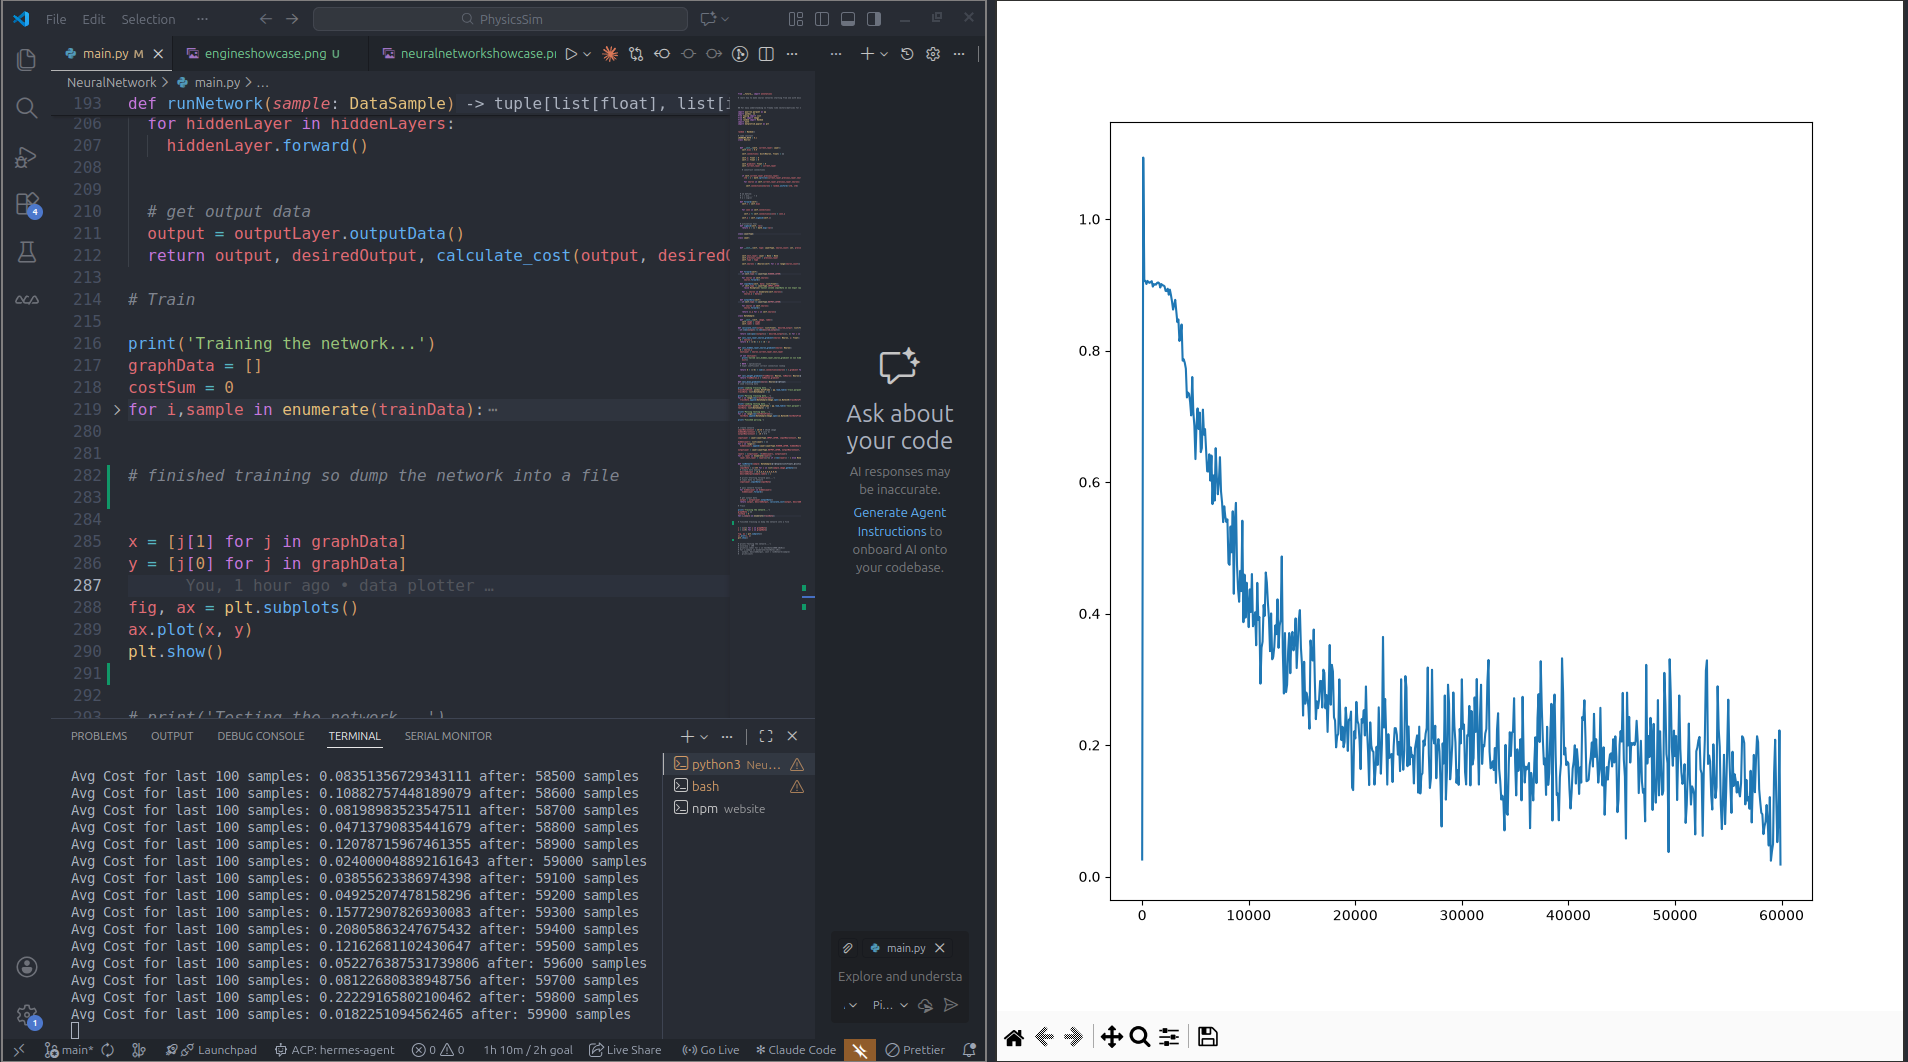 File Edit Selection ··· PhysicsSim
main.py M engineshowcase.png U neuralnetworkshowcase.pr
NeuralNetwork > main.py > ...
193 def runNetwork(sample: DataSample) -> tuple[list[float], list[i
206 for hiddenLayer in hiddenLayers:
207 hiddenLayer.forward()
208
209
210 # get output data
211 output = outputLayer.outputData()
212 return output, desiredOutput, calculate_cost(output, desiredO
213
214 # Train
215
216 print('Training the network...')
217 graphData = []
218 costSum = 0
219 for i,sample in enumerate(trainData): ···
280
281
282 # finished training so dump the network into a file
283
284
285 x = [j[1] for j in graphData]
286 y = [j[0] for j in graphData]
287 You, 1 hour ago • data plotter …
288 fig, ax = plt.subplots()
289 ax.plot(x, y)
290 plt.show()
291
292
293 # print('Testing the network...')
Ask about
your code
AI responses may
be inaccurate.
Generate Agent
Instructions to
onboard AI onto
your codebase.
main.py
Explore and understa
Pi...
PROBLEMS OUTPUT DEBUG CONSOLE TERMINAL SERIAL MONITOR
python3 Neu...
bash
npm website
Avg Cost for last 100 samples: 0.08351356729343111 after: 58500 samples
Avg Cost for last 100 samples: 0.10882757448189079 after: 58600 samples
Avg Cost for last 100 samples: 0.08198983523547511 after: 58700 samples
Avg Cost for last 100 samples: 0.04713790835441679 after: 58800 samples
Avg Cost for last 100 samples: 0.12078715967461355 after: 58900 samples
Avg Cost for last 100 samples: 0.024000048892161643 after: 59000 samples
Avg Cost for last 100 samples: 0.03855623386974398 after: 59100 samples
Avg Cost for last 100 samples: 0.04925207478158296 after: 59200 samples
Avg Cost for last 100 samples: 0.15772907826930083 after: 59300 samples
Avg Cost for last 100 samples: 0.20805863247675432 after: 59400 samples
Avg Cost for last 100 samples: 0.12162681102430647 after: 59500 samples
Avg Cost for last 100 samples: 0.052276387531739806 after: 59600 samples
Avg Cost for last 100 samples: 0.08122680838948756 after: 59700 samples
Avg Cost for last 100 samples: 0.22229165802100462 after: 59800 samples
Avg Cost for last 100 samples: 0.0182251094562465 after: 59900 samples
4
1
main* Launchpad ACP: hermes-agent 0 0 1h 10m / 2h goal Live Share Go Live Claude Code Prettier
1.0
0.8
0.6
0.4
0.2
0.0
0 10000 20000 30000 40000 50000 60000